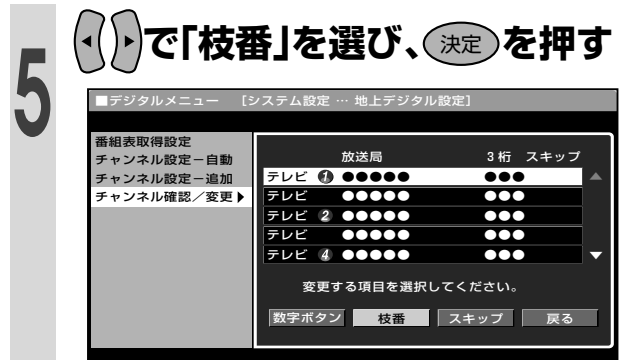 5
で「枝番」を選び、決定を押す
■デジタルメニュー [システム設定 … 地上デジタル設定]
番組表取得設定
チャンネル設定－自動
チャンネル設定－追加
チャンネル確認／変更▶
放送局 3桁 スキップ
テレビ ❶ ●●●●● ●●● ▲
テレビ ●●●●● ●●●
テレビ ❷ ●●●●● ●●●
テレビ ●●●●● ●●●
テレビ ❹ ●●●●● ●●● ▼
変更する項目を選択してください。
数字ボタン 枝番 スキップ 戻る